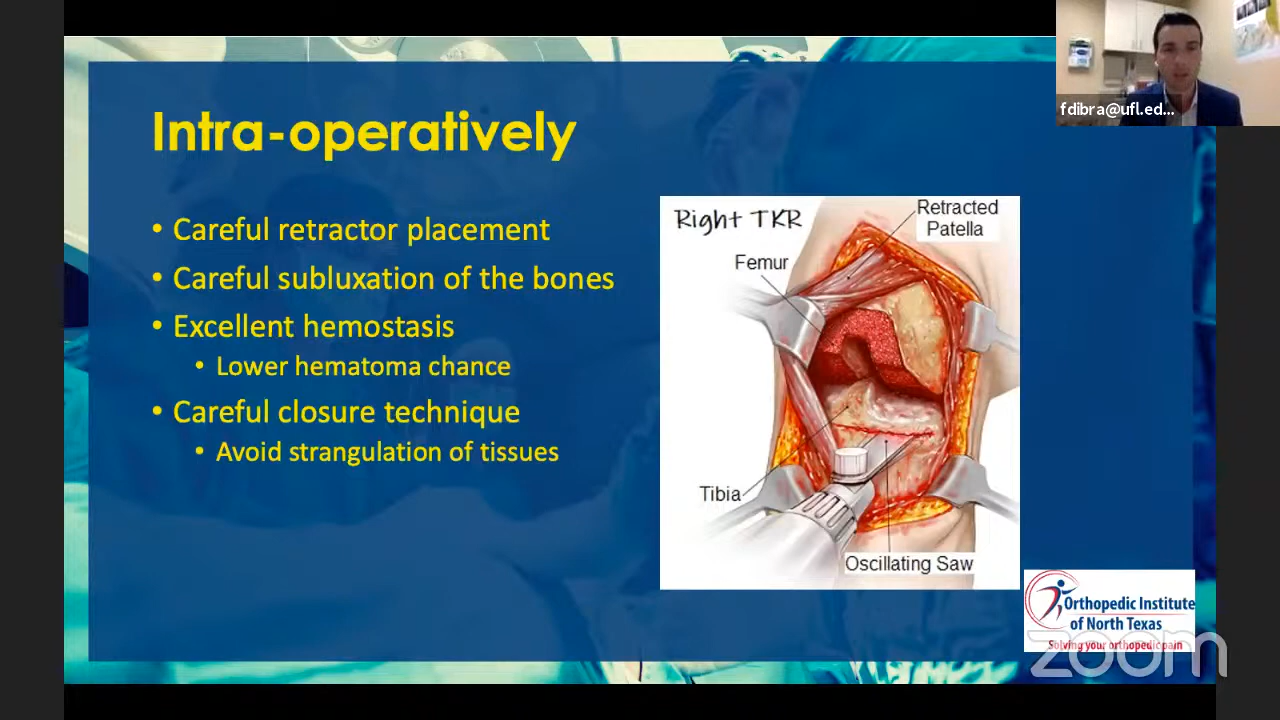 fdibra@ufl.ed...
Intra-operatively
• Careful retractor placement
• Careful subluxation of the bones
• Excellent hemostasis
• Lower hematoma chance
• Careful closure technique
• Avoid strangulation of tissues
Right TKR
Retracted
Patella
Femur
Tibia
Oscillating Saw
Orthopedic Institute
of North Texas
Solving your orthopedic pain
zoom